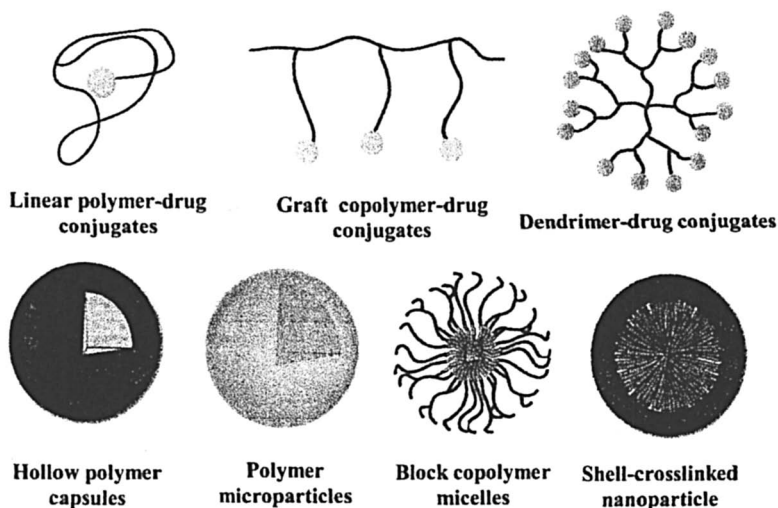 Linear polymer-drug
conjugates
Graft copolymer-drug
conjugates
Dendrimer-drug conjugates
Hollow polymer
capsules
Polymer
microparticles
Block copolymer
micelles
Shell-crosslinked
nanoparticle